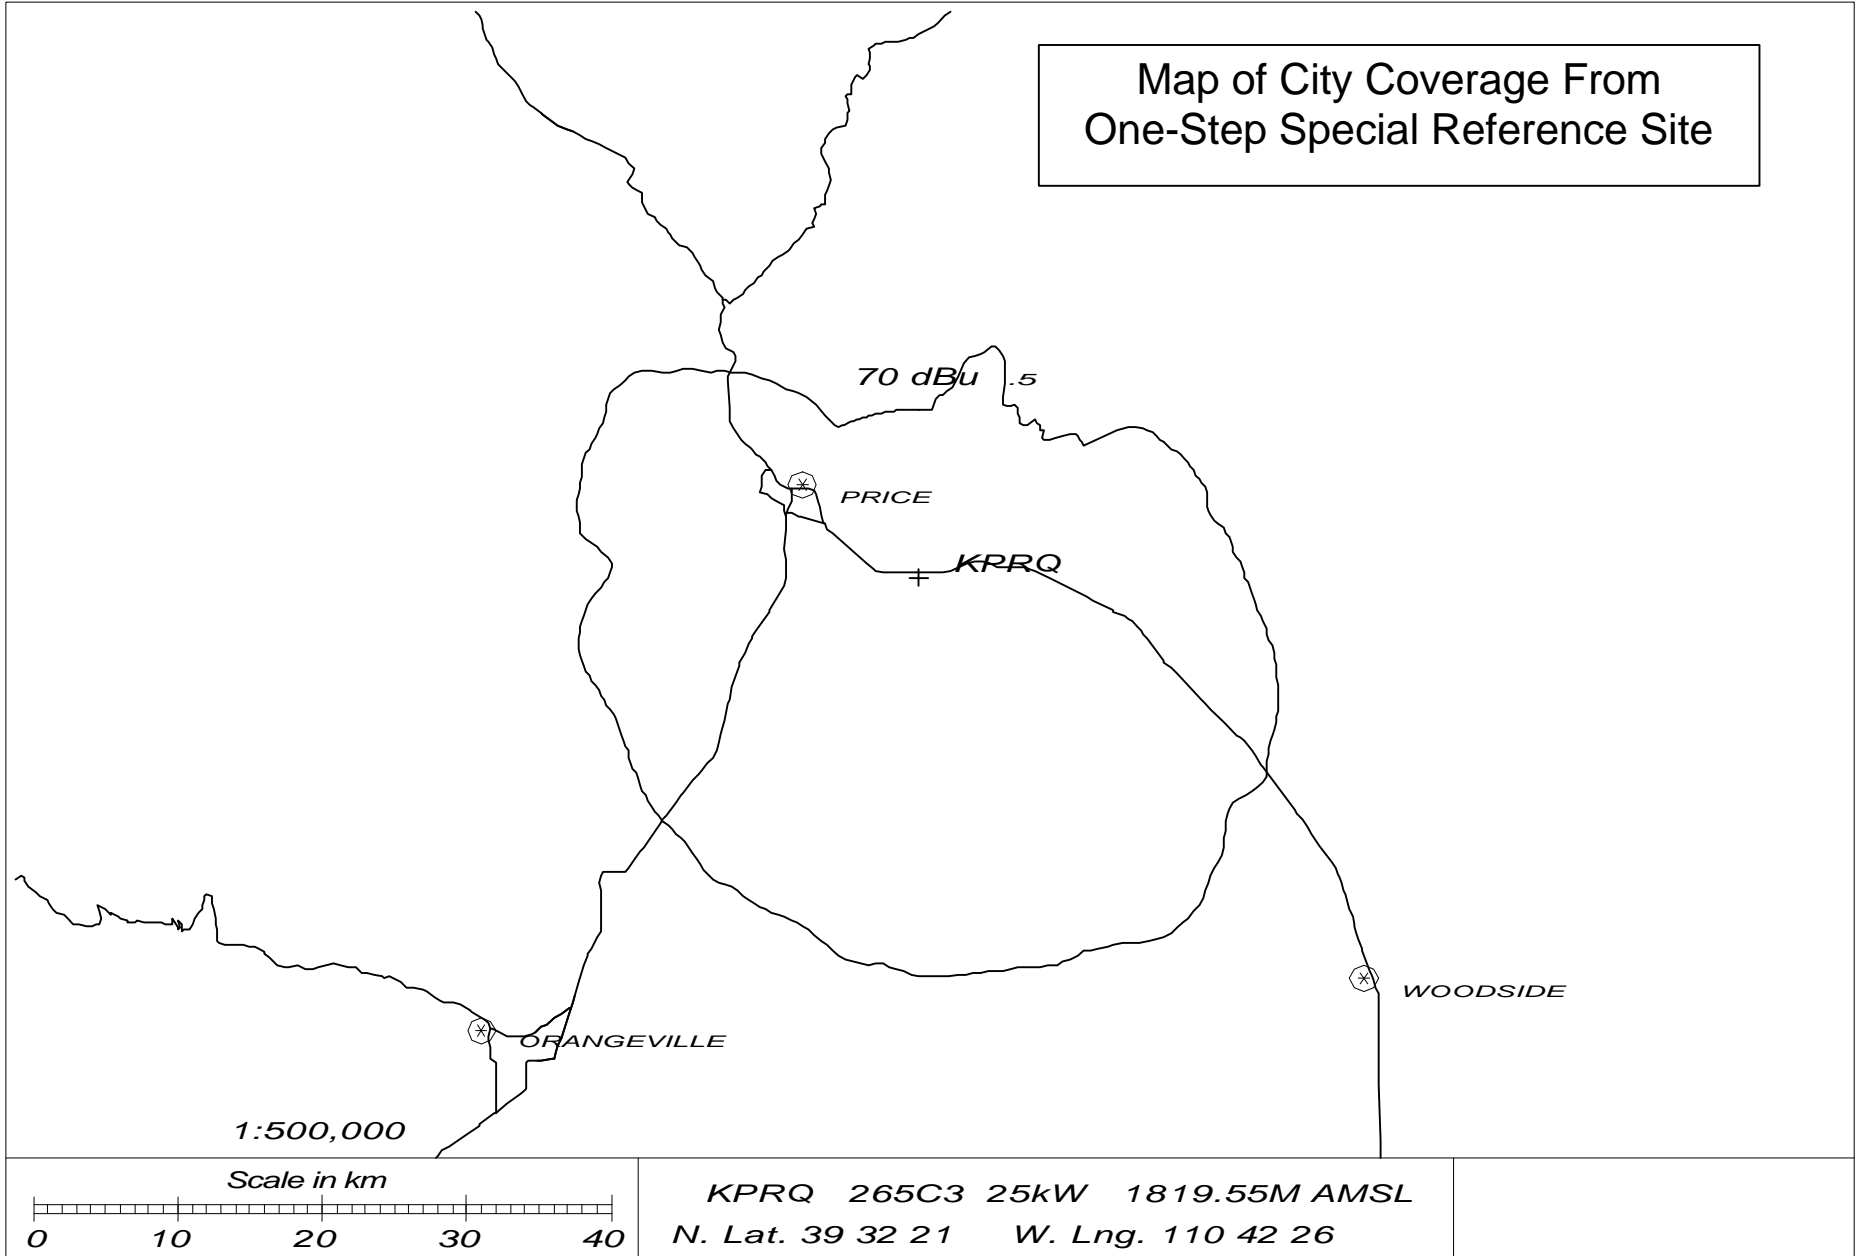 Map of City Coverage From
One-Step Special Reference Site
70 dBu .5
PRICE
KPRQ
WOODSIDE
ORANGEVILLE
1:500,000
Scale in km
0 10 20 30 40
KPRQ 265C3 25kW 1819.55M AMSL
N. Lat. 39 32 21 W. Lng. 110 42 26